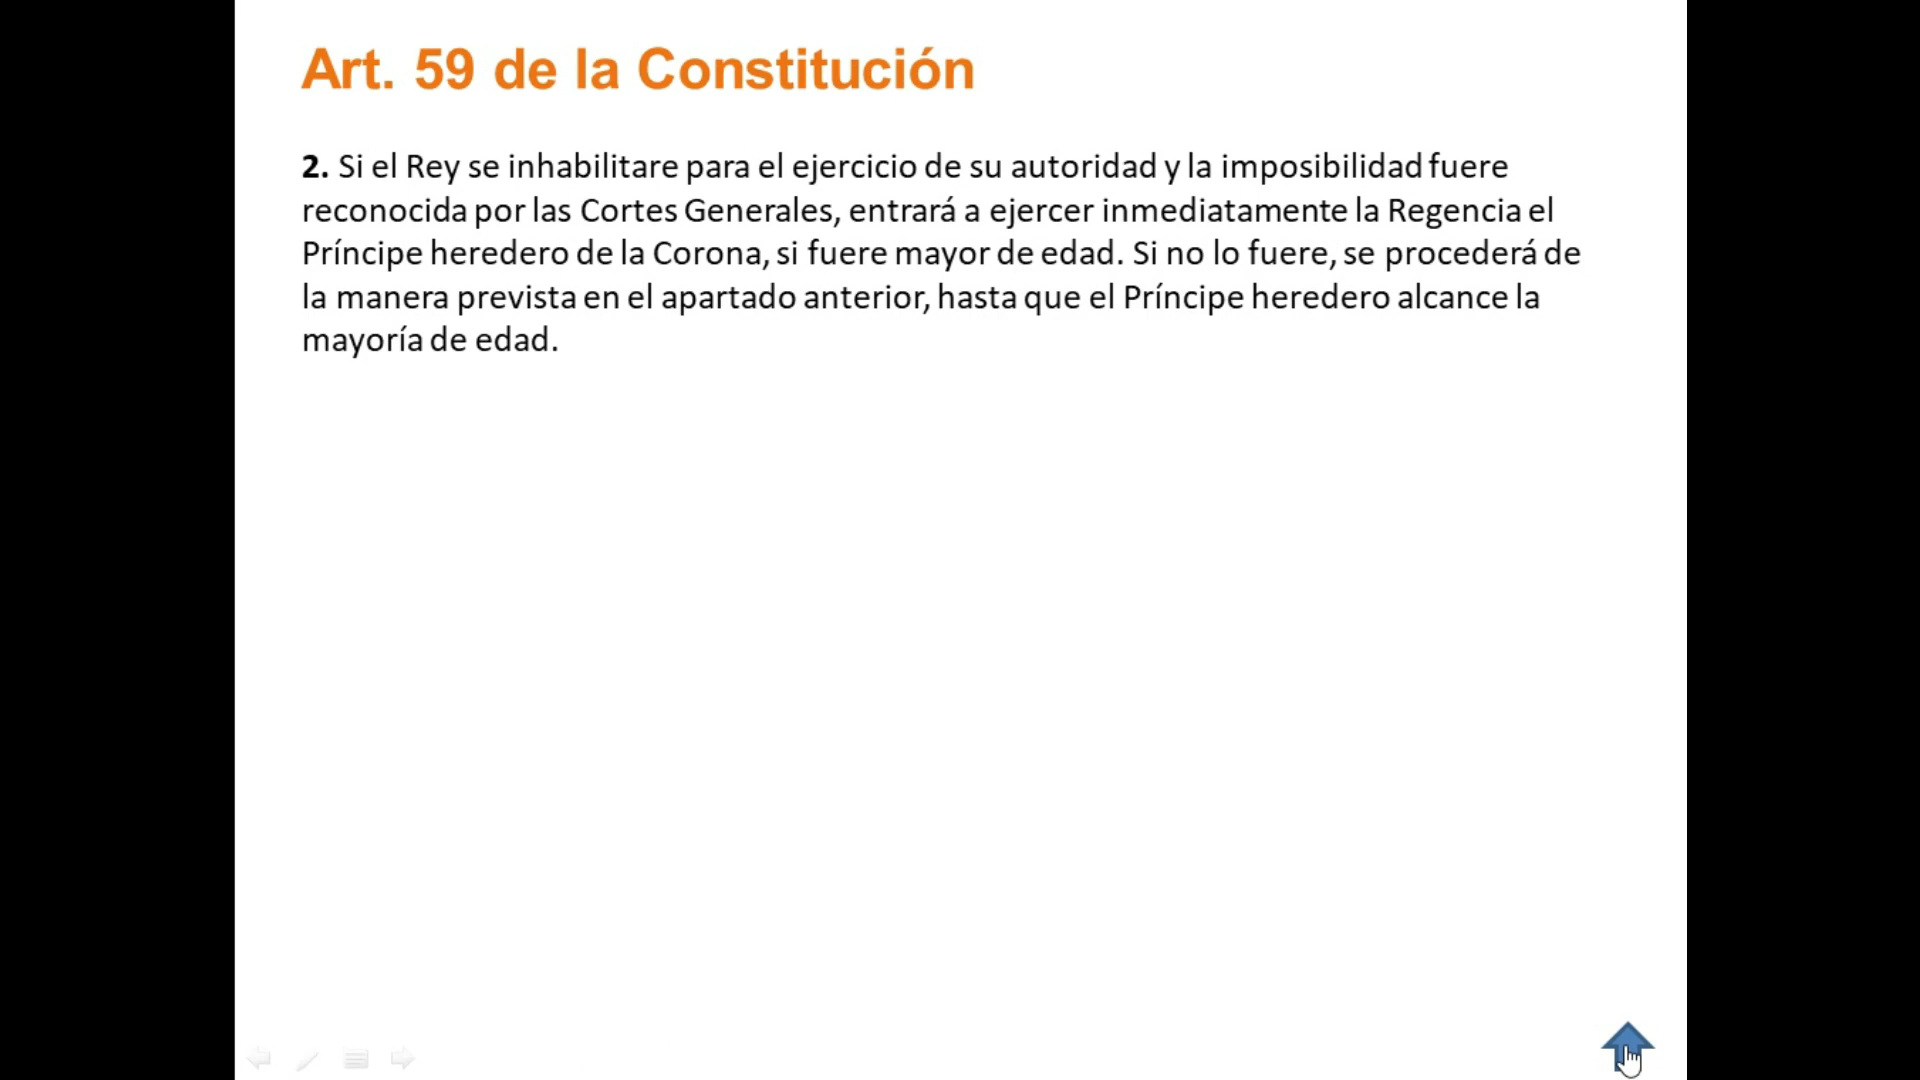 Art. 59 de la Constitución
2. Si el Rey se inhabilitare para el ejercicio de su autoridad y la imposibilidad fuere
reconocida por las Cortes Generales, entrará a ejercer inmediatamente la Regencia el
Príncipe heredero de la Corona, si fuere mayor de edad. Si no lo fuere, se procederá de
la manera prevista en el apartado anterior, hasta que el Príncipe heredero alcance la
mayoría de edad.